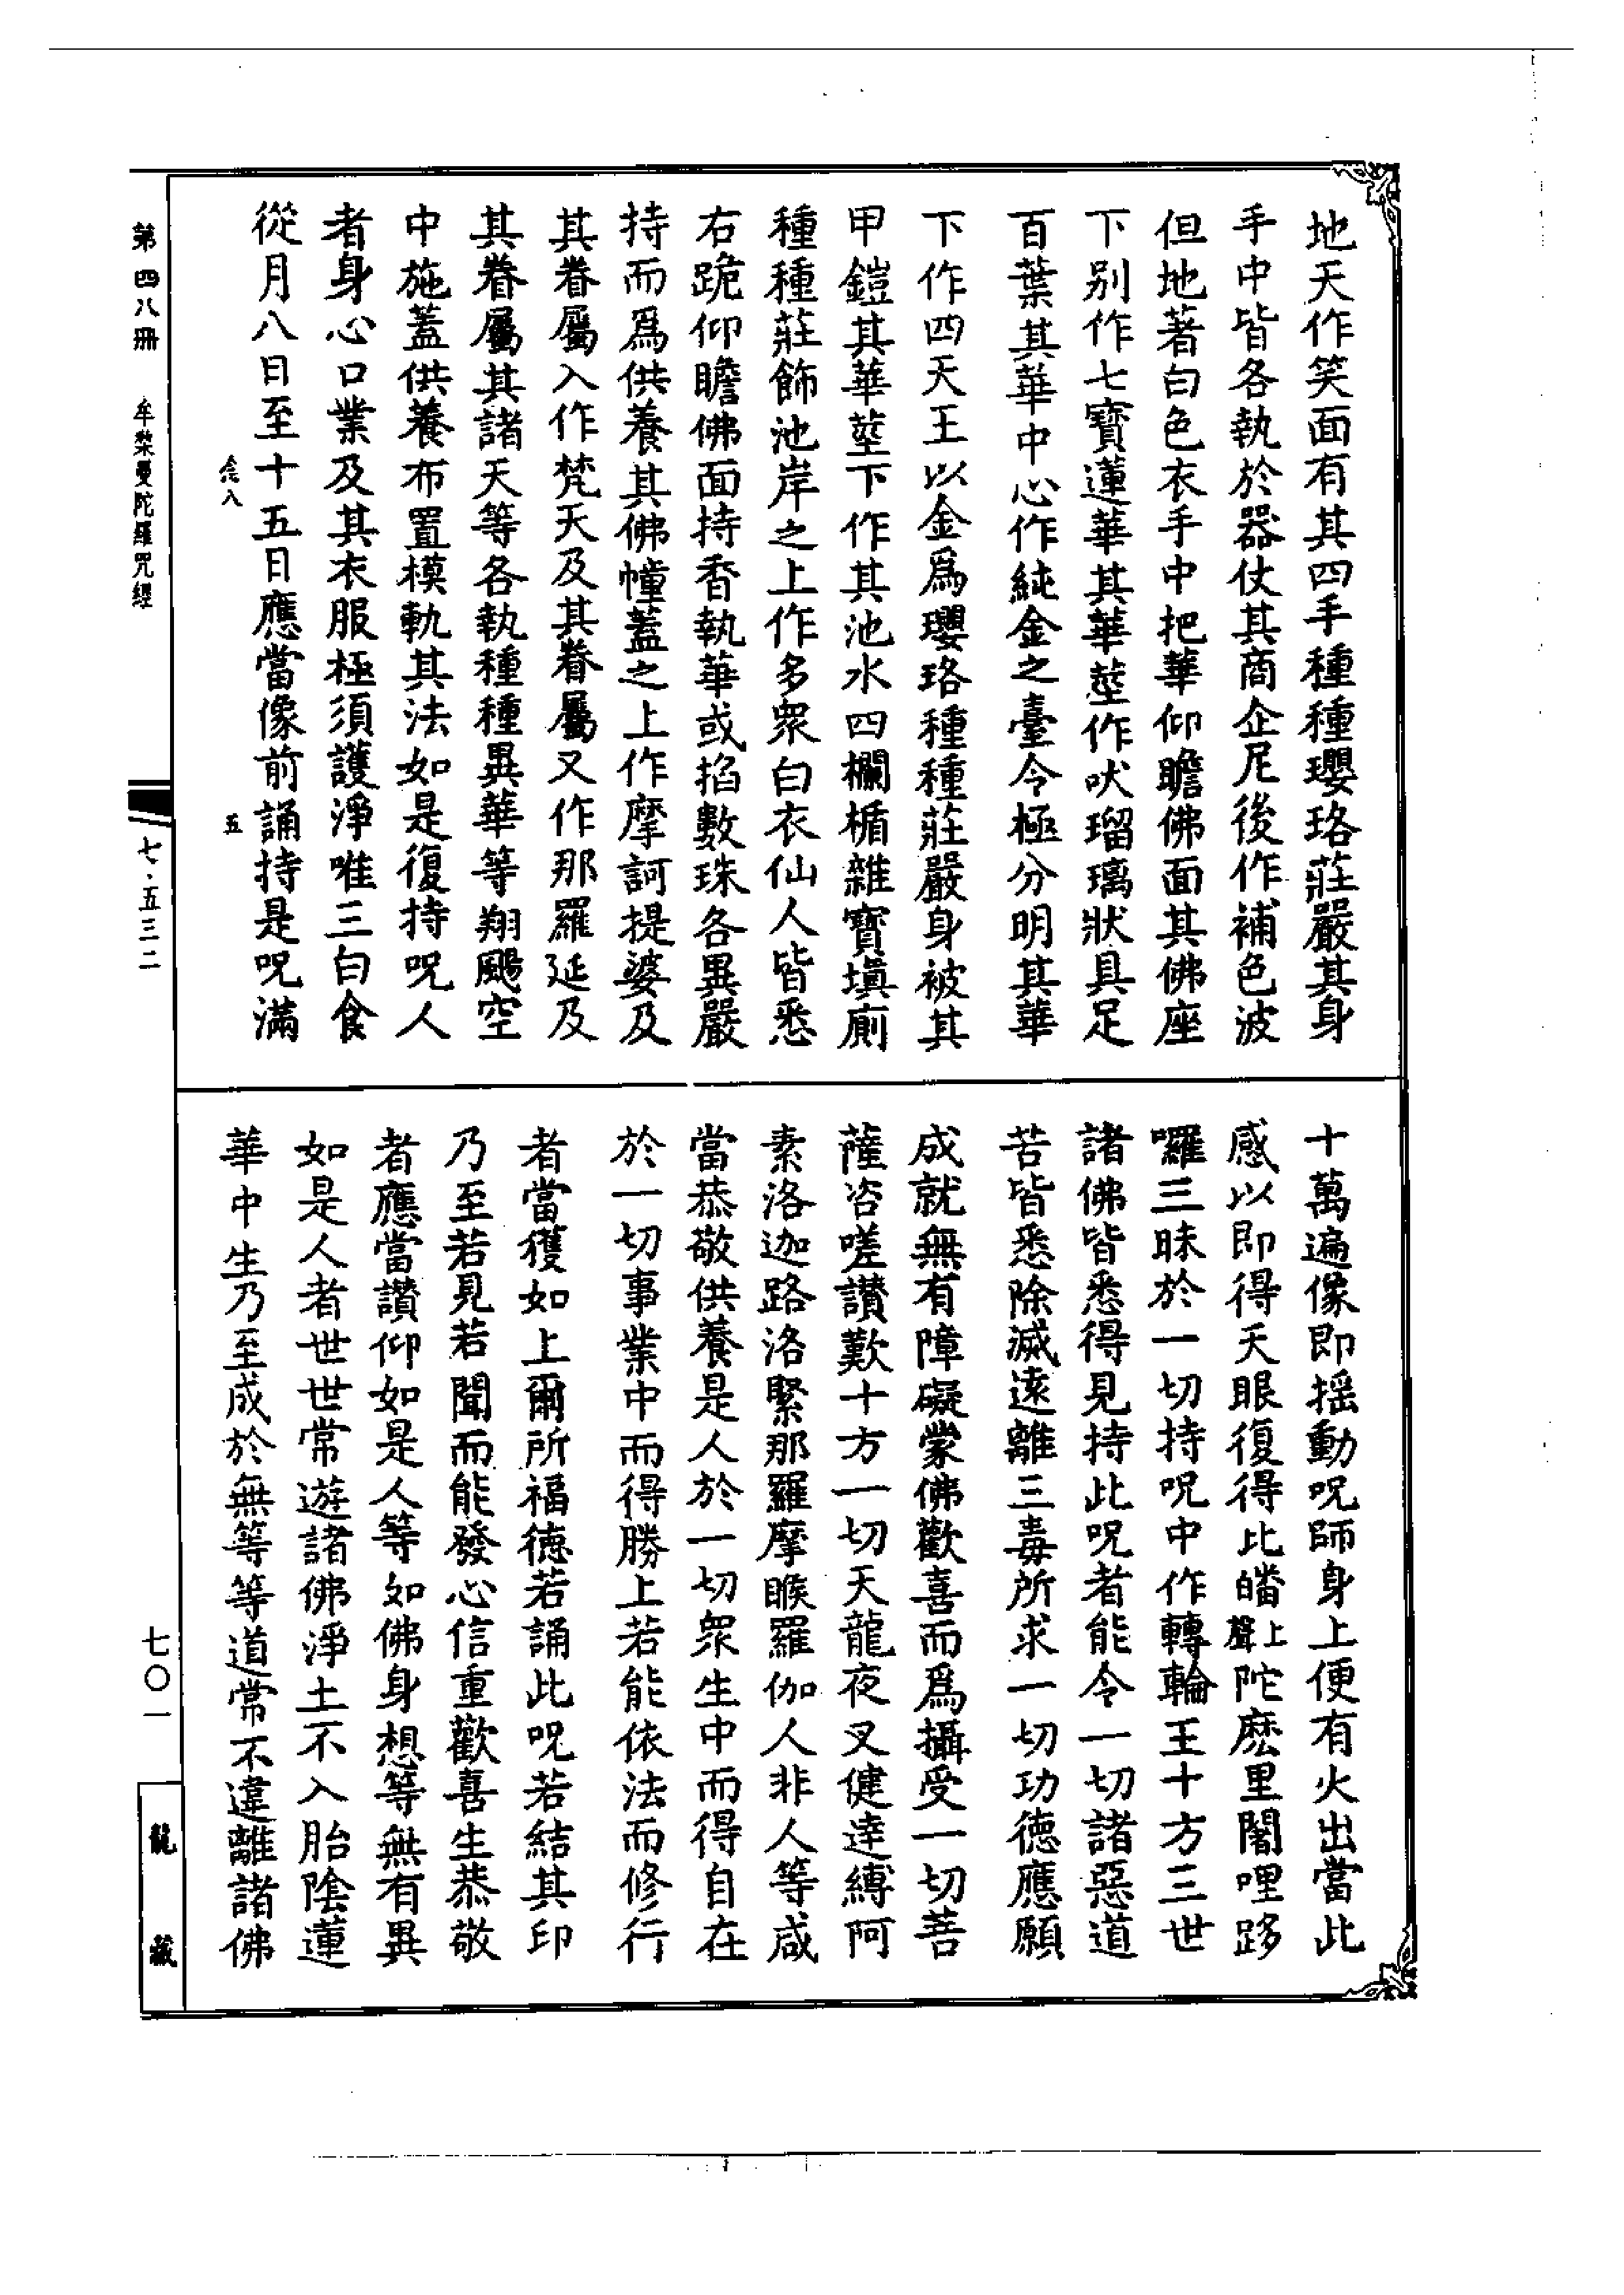 地天作笑面有其四手種種瓔珞莊嚴其身
手中皆各執於器仗其商企尼後作補色波
但地著白色衣手中把華仰瞻佛面其佛座
下别作七寶蓮華其華莖作吠瑠璃狀具足
百葉其華中心作純金之臺令極分明其華
下作四天王以金爲瓔珞種種莊嚴身被其
甲鎧其華莖下作其池水四欄楯雜寶填廁
種種莊飾池岸之上作多衆白衣仙人皆悉
右跪仰瞻佛面持香執華或掐數珠各異嚴
持而爲供養其佛幢蓋之上作摩訶提婆及
其眷屬入作梵天及其眷屬又作那羅延及
其眷屬其諸天等各執種種異華等翔颺空
中施蓋供養布置模軌其法如是復持呪人
者身心口業及其衣服極須護淨唯三白食
從月八日至十五日應當像前誦持是呪滿
十萬遍像即揺動呪師身上便有火出當此
感以即得天眼復得比皤上聲陀麽里闍哩跢
囉三昧於一切持呪中作轉輪王十方三世
諸佛皆悉得見持此呪者能令一切諸惡道
苦皆悉除滅遠離三毒所求一切功德應願
成就無有障礙蒙佛歡喜而爲攝受一切菩
薩咨嗟讃歎十方一切天龍夜叉健達縛阿
素洛迦路洛緊那羅摩睺羅伽人非人等咸
當恭敬供養是人於一切衆生中而得自在
於一切事業中而得勝上若能依法而修行
者當獲如上爾所福德若誦此呪若結其印
乃至若見若聞而能發心信重歡喜生恭敬
者應當讃仰如是人等如佛身想等無有異
如是人者世世常遊諸佛淨土不入胎陰蓮
華中生乃至成於無等等道常不違離諸佛
第四八冊 牟棃曼陀羅咒經
念八 五
七·五三二
七〇一
龍藏